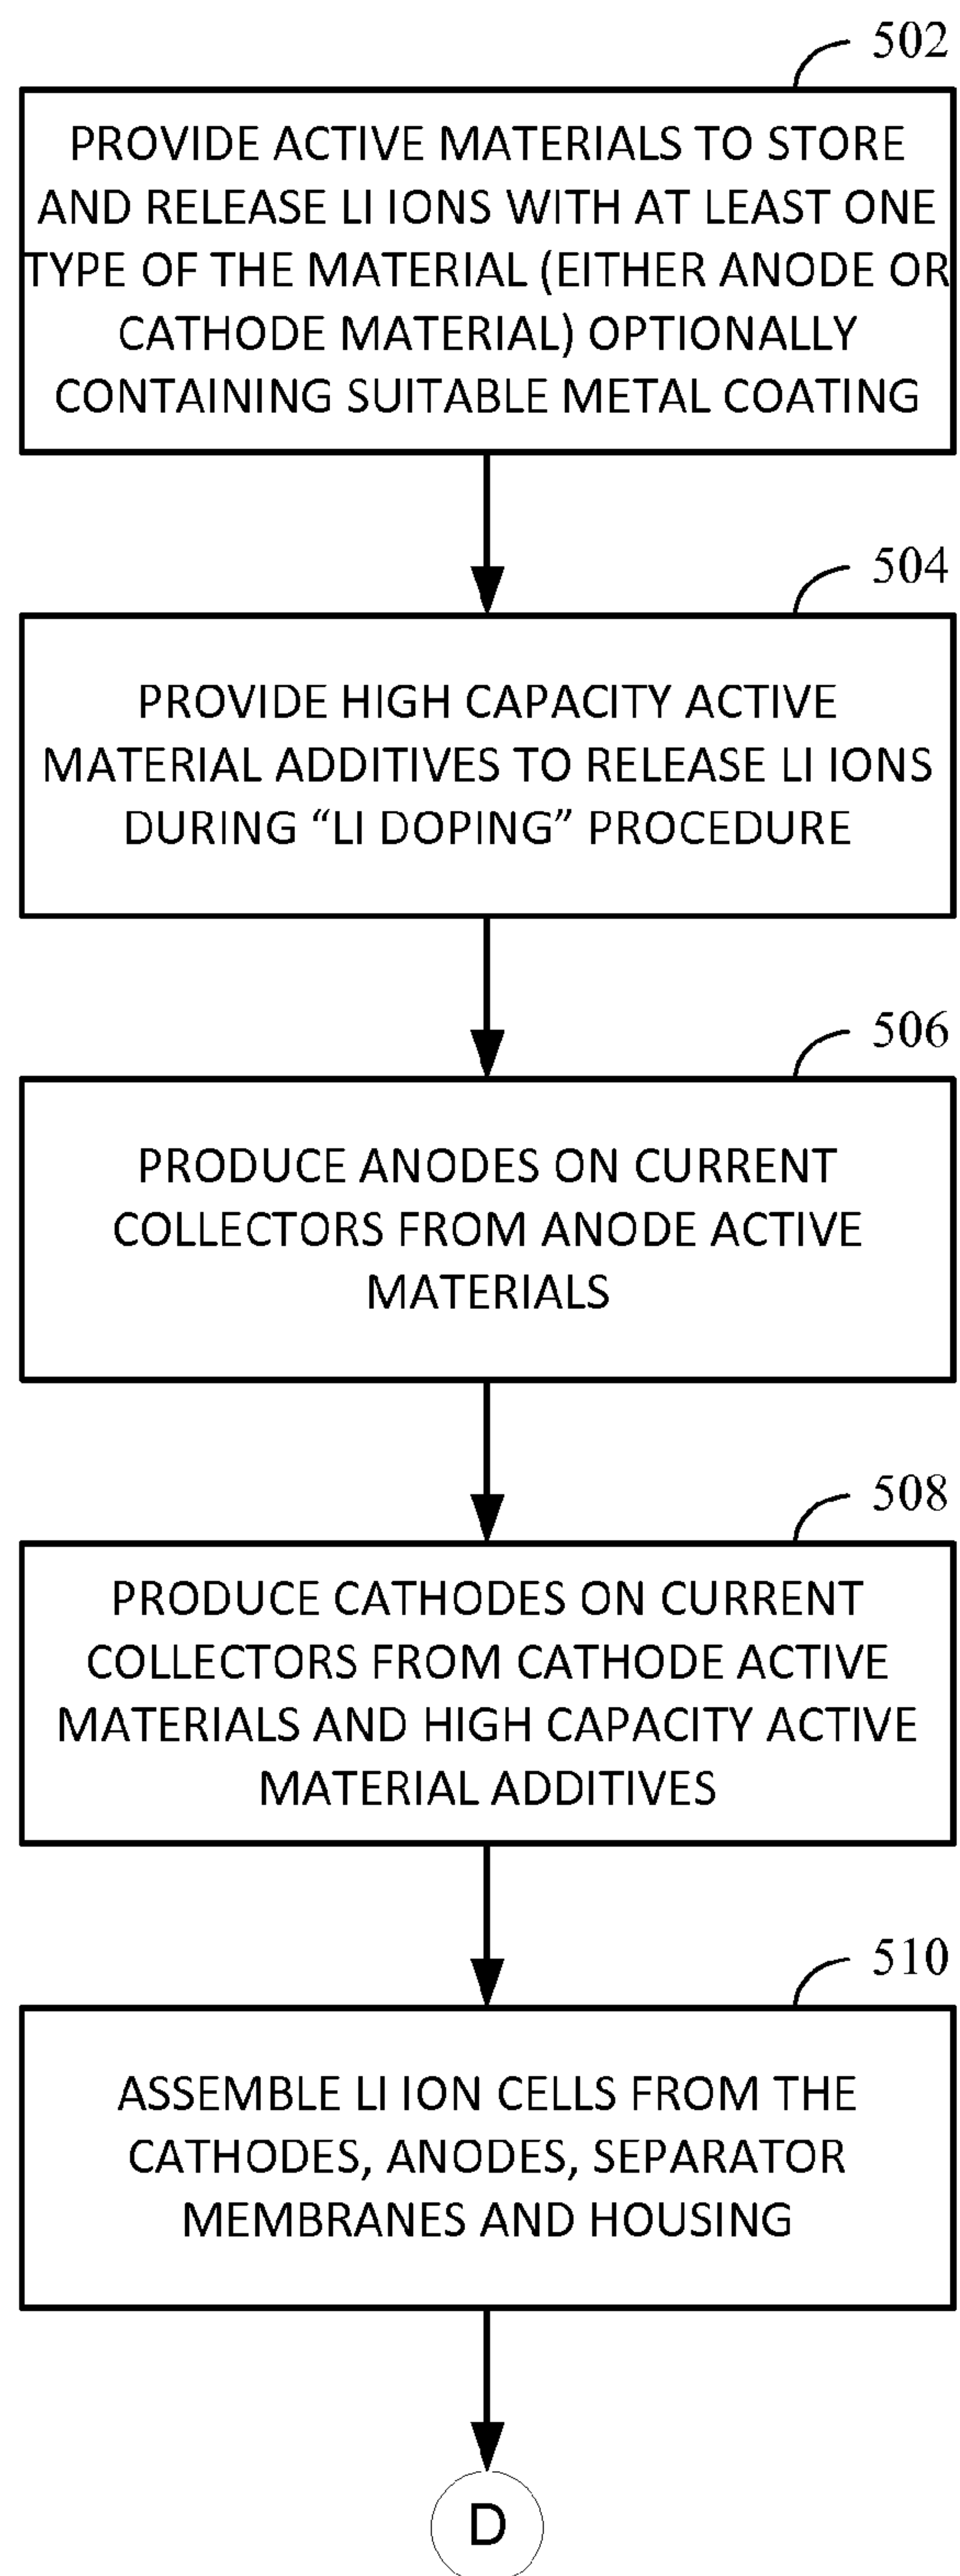 502
PROVIDE ACTIVE MATERIALS TO STORE
AND RELEASE LI IONS WITH AT LEAST ONE
TYPE OF THE MATERIAL (EITHER ANODE OR
CATHODE MATERIAL) OPTIONALLY
CONTAINING SUITABLE METAL COATING
504
PROVIDE HIGH CAPACITY ACTIVE
MATERIAL ADDITIVES TO RELEASE LI IONS
DURING “LI DOPING” PROCEDURE
506
PRODUCE ANODES ON CURRENT
COLLECTORS FROM ANODE ACTIVE
MATERIALS
508
PRODUCE CATHODES ON CURRENT
COLLECTORS FROM CATHODE ACTIVE
MATERIALS AND HIGH CAPACITY ACTIVE
MATERIAL ADDITIVES
510
ASSEMBLE LI ION CELLS FROM THE
CATHODES, ANODES, SEPARATOR
MEMBRANES AND HOUSING
D